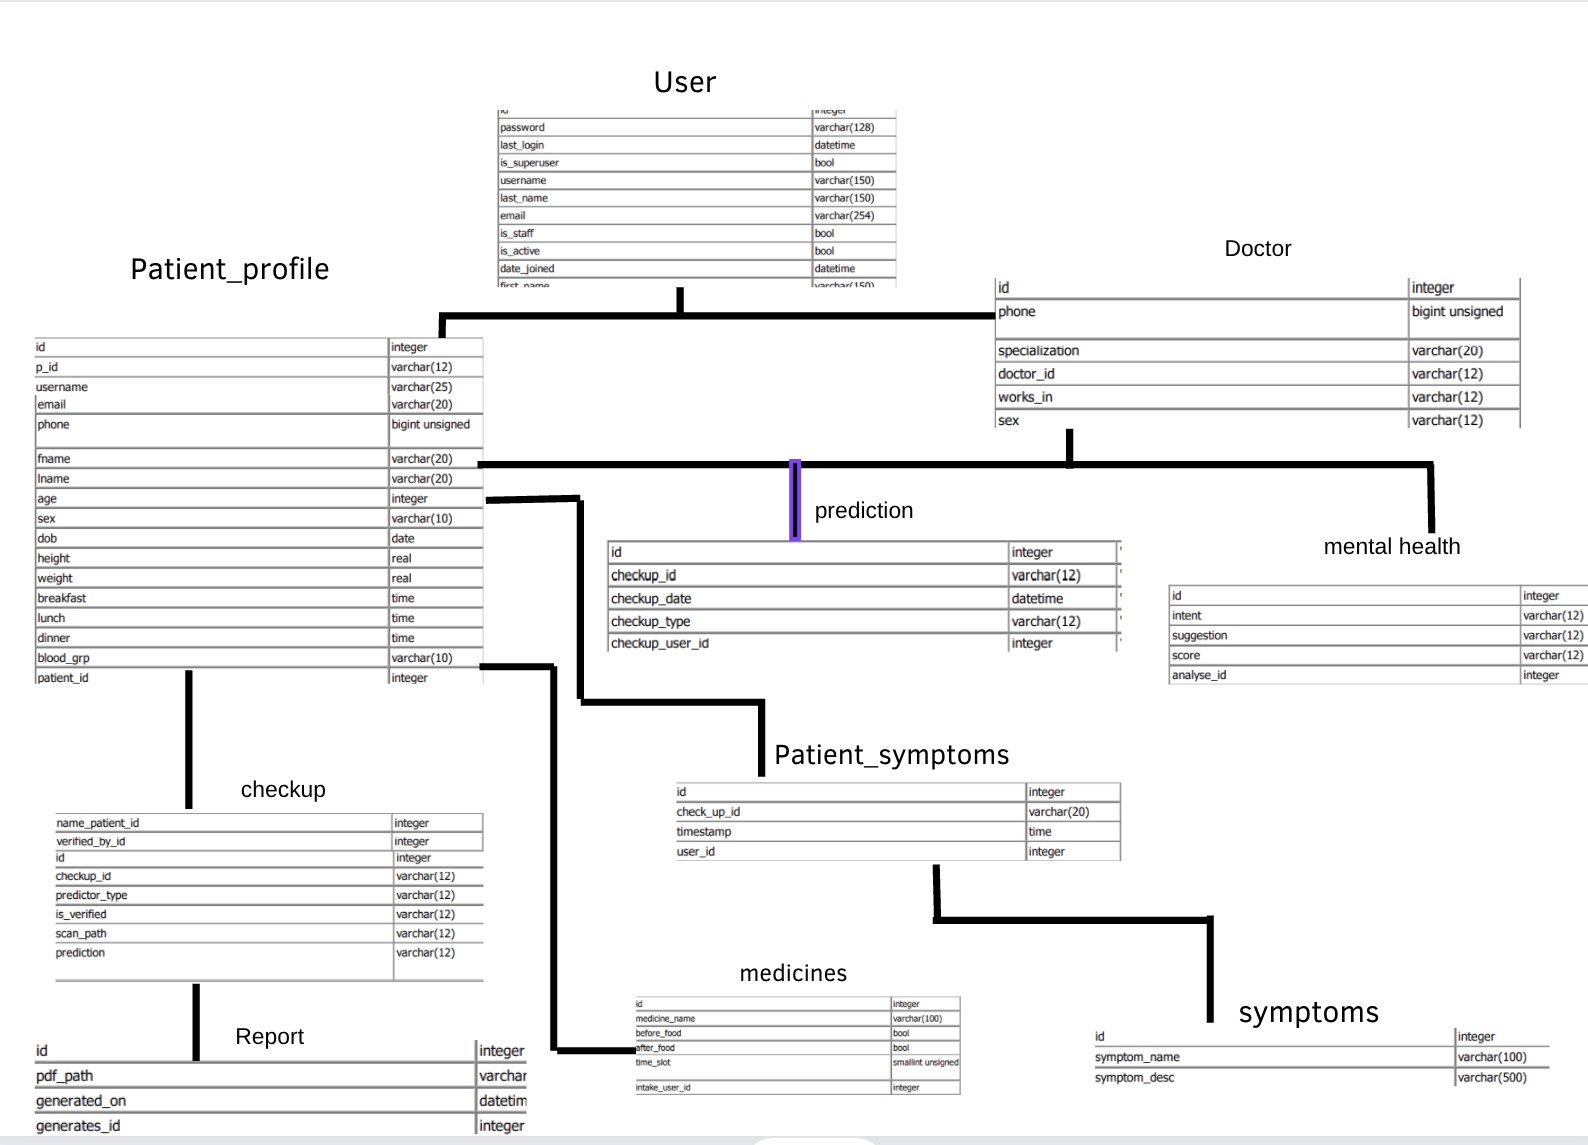 User
id integer
password varchar(128)
last_login datetime
is_superuser bool
username varchar(150)
last_name varchar(150)
email varchar(254)
is_staff bool
is_active bool
date_joined datetime
first_name varchar(150)
Doctor
id integer
phone bigint unsigned
specialization varchar(20)
doctor_id varchar(12)
works_in varchar(12)
sex varchar(12)
Patient_profile
id integer
p_id varchar(12)
username varchar(25)
email varchar(20)
phone bigint unsigned
fname varchar(20)
lname varchar(20)
age integer
sex varchar(10)
dob date
height real
weight real
breakfast time
lunch time
dinner time
blood_grp varchar(10)
patient_id integer
prediction
id integer
checkup_id varchar(12)
checkup_date datetime
checkup_type varchar(12)
checkup_user_id integer
mental health
id integer
intent varchar(12)
suggestion varchar(12)
score varchar(12)
analyse_id integer
Patient_symptoms
id integer
check_up_id varchar(20)
timestamp time
user_id integer
checkup
name_patient_id integer
verified_by_id integer
id integer
checkup_id varchar(12)
predictor_type varchar(12)
is_verified varchar(12)
scan_path varchar(12)
prediction varchar(12)
medicines
id integer
medicine_name varchar(100)
before_food bool
after_food bool
time_slot smallint unsigned
intake_user_id integer
symptoms
id integer
symptom_name varchar(100)
symptom_desc varchar(500)
Report
id integer
pdf_path varchar
generated_on datetim
generates_id integer